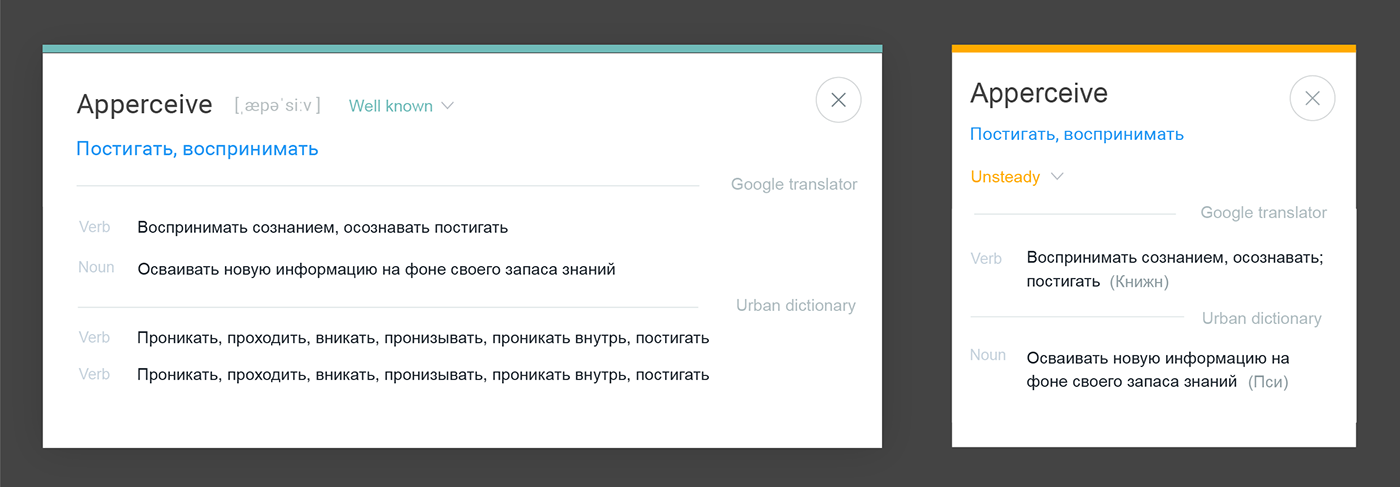 Apperceive [ˌæpəˈsiːv ] Well known
Постигать, воспринимать
Google translator
Verb Воспринимать сознанием, осознавать постигать
Noun Осваивать новую информацию на фоне своего запаса знаний
Urban dictionary
Verb Проникать, проходить, вникать, пронизывать, проникать внутрь, постигать
Verb Проникать, проходить, вникать, пронизывать, проникать внутрь, постигать
Apperceive
Постигать, воспринимать
Unsteady
Google translator
Verb Воспринимать сознанием, осознавать;
постигать (Книжн)
Urban dictionary
Noun Осваивать новую информацию на
фоне своего запаса знаний (Пси)